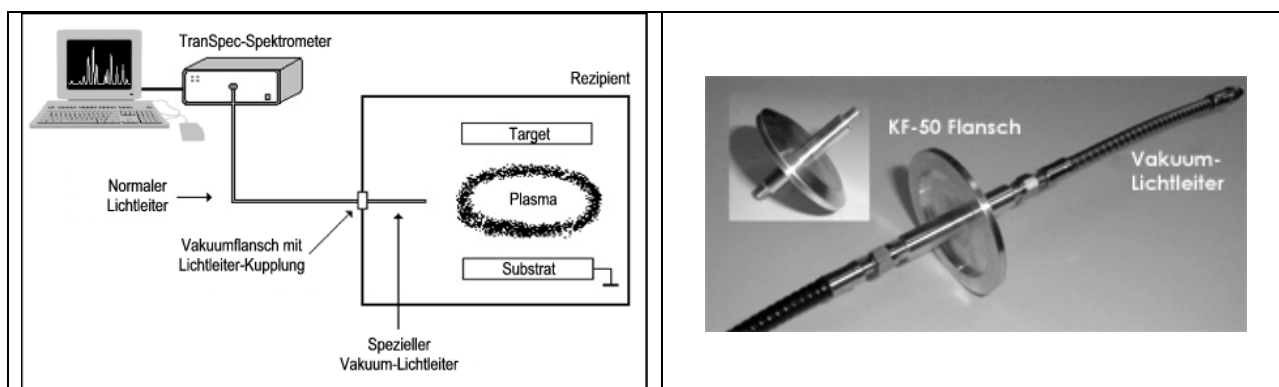 TranSpec-Spektrometer
Rezipient
Target
Plasma
Substrat
Normaler
Lichtleiter
Vakuumflansch mit
Lichtleiter-Kupplung
Spezieller
Vakuum-Lichtleiter
KF-50 Flansch
Vakuum-
Lichtleiter